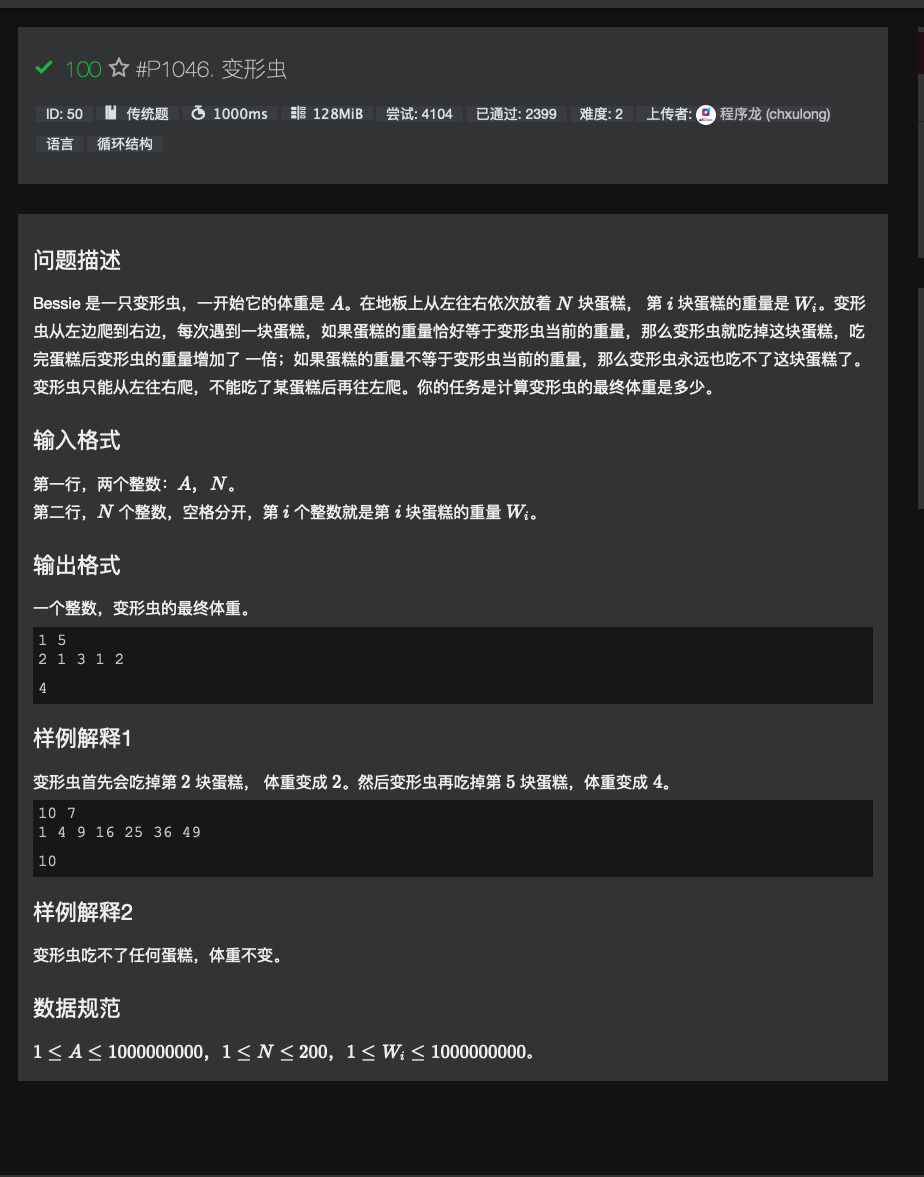 100 #P1046. 变形虫
ID: 50 传统题 1000ms 128MiB 尝试: 4104 已通过: 2399 难度: 2 上传者: 程序龙 (chxulong)
语言 循环结构
问题描述
Bessie 是一只变形虫，一开始它的体重是 A。在地板上从左往右依次放着 N 块蛋糕， 第 i 块蛋糕的重量是 Wᵢ。变形
虫从左边爬到右边，每次遇到一块蛋糕，如果蛋糕的重量恰好等于变形虫当前的重量，那么变形虫就吃掉这块蛋糕，吃
完蛋糕后变形虫的重量增加了 一倍；如果蛋糕的重量不等于变形虫当前的重量，那么变形虫永远也吃不了这块蛋糕了。
变形虫只能从左往右爬，不能吃了某蛋糕后再往左爬。你的任务是计算变形虫的最终体重是多少。
输入格式
第一行，两个整数：A， N。
第二行，N 个整数，空格分开，第 i 个整数就是第 i 块蛋糕的重量 Wᵢ。
输出格式
一个整数，变形虫的最终体重。
1 5
2 1 3 1 2
4
样例解释1
变形虫首先会吃掉第 2 块蛋糕， 体重变成 2。然后变形虫再吃掉第 5 块蛋糕，体重变成 4。
10 7
1 4 9 16 25 36 49
10
样例解释2
变形虫吃不了任何蛋糕，体重不变。
数据规范
1 ≤ A ≤ 1000000000，1 ≤ N ≤ 200，1 ≤ Wᵢ ≤ 1000000000。